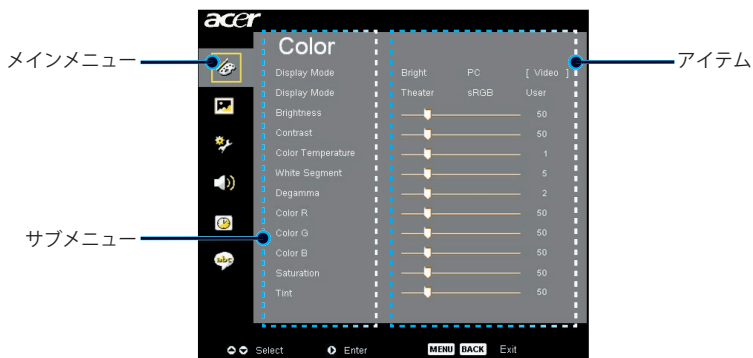 acer
メインメニュー
アイテム
サブメニュー
Color
Display Mode Bright PC [ Video ]
Display Mode Theater sRGB User
Brightness 50
Contrast 50
Color Temperature 1
White Segment 5
Degamma 2
Color R 50
Color G 50
Color B 50
Saturation 50
Tint 50
abc
Select Enter MENU BACK Exit